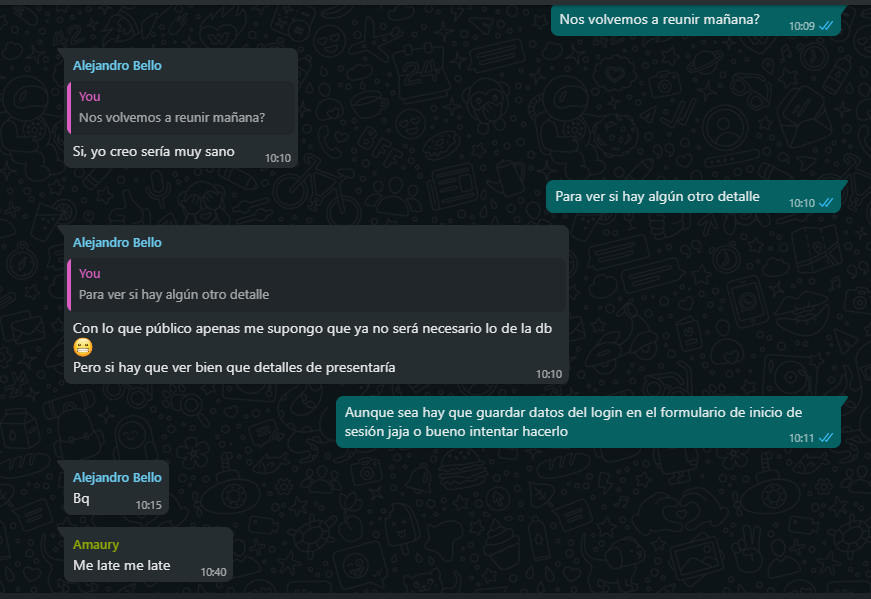 Nos volvemos a reunir mañana?
10:09
Alejandro Bello
You
Nos volvemos a reunir mañana?
Si, yo creo sería muy sano
10:10
Para ver si hay algún otro detalle
10:10
Alejandro Bello
You
Para ver si hay algún otro detalle
Con lo que público apenas me supongo que ya no será necesario lo de la db
😬
Pero si hay que ver bien que detalles de presentaría
10:10
Aunque sea hay que guardar datos del login en el formulario de inicio de
sesión jaja o bueno intentar hacerlo
10:11
Alejandro Bello
Bq
10:15
Amaury
Me late me late
10:40